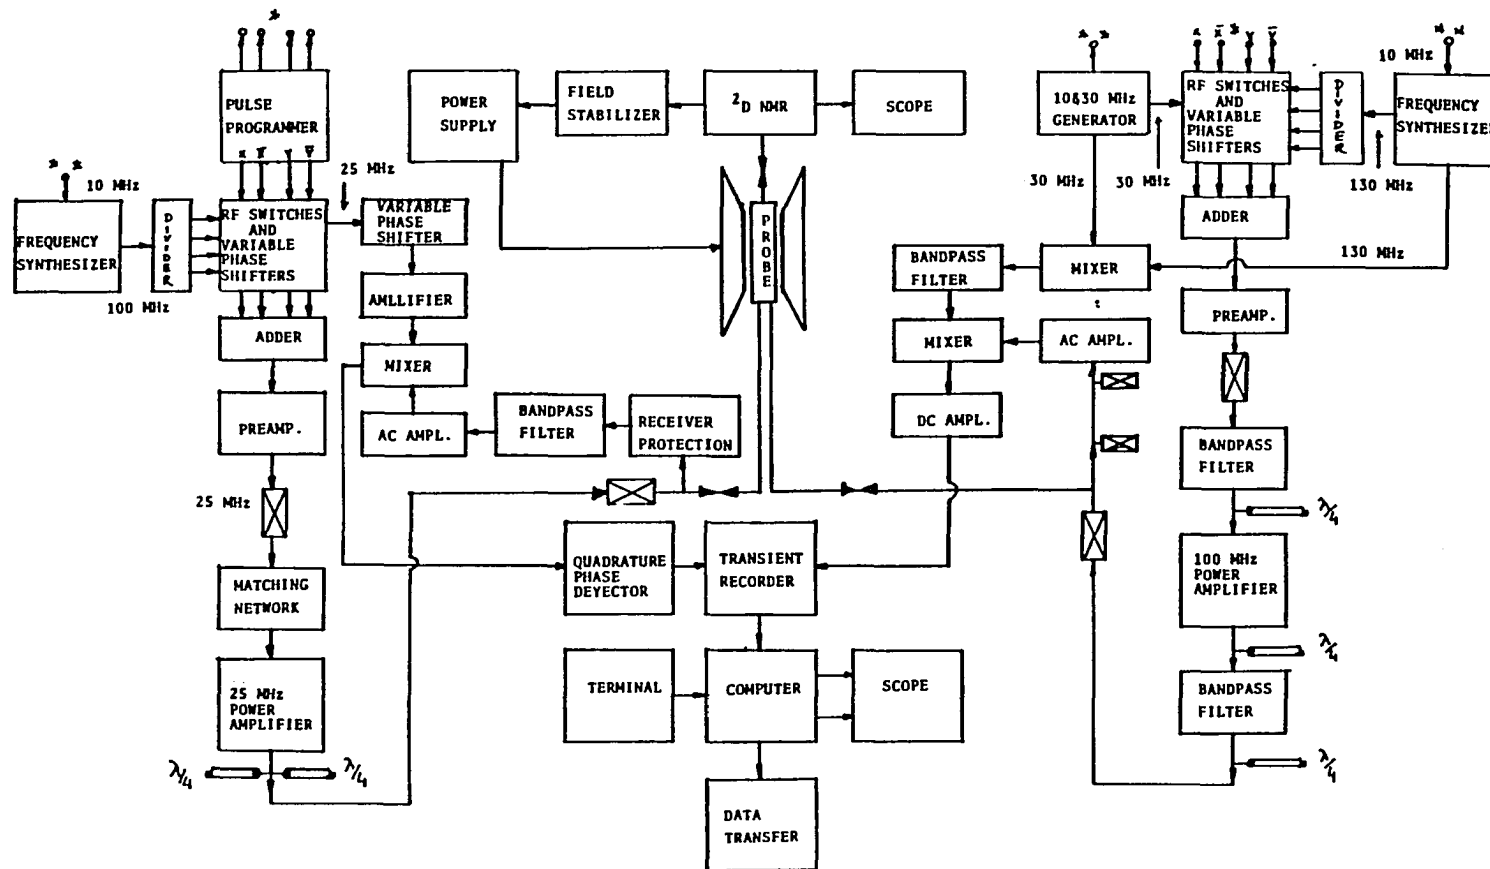 * 
PULSE
PROGRAMMER
x x̄ y ȳ
* *
10 MHz
FREQUENCY
SYNTHESIZER
DIVIDER
100 MHz
RF SWITCHES
AND
VARIABLE
PHASE
SHIFTERS
25 MHz
VARIABLE
PHASE
SHIFTER
AMLLIFIER
MIXER
AC AMPL.
BANDPASS
FILTER
RECEIVER
PROTECTION
ADDER
PREAMP.
25 MHz
MATCHING
NETWORK
25 MHz
POWER
AMPLIFIER
λ/4
λ/4
POWER
SUPPLY
FIELD
STABILIZER
²D NMR
SCOPE
PROBE
QUADRATURE
PHASE
DEYECTOR
TRANSIENT
RECORDER
TERMINAL
COMPUTER
SCOPE
DATA
TRANSFER
* *
10&30 MHz
GENERATOR
30 MHz
30 MHz
x x̄ * y ȳ
RF SWITCHES
AND
VARIABLE
PHASE
SHIFTERS
DIVIDER
* *
10 MHz
FREQUENCY
SYNTHESIZER
130 MHz
130 MHz
ADDER
BANDPASS
FILTER
MIXER
MIXER
AC AMPL.
DC AMPL.
PREAMP.
BANDPASS
FILTER
λ/4
100 MHz
POWER
AMPLIFIER
λ/4
BANDPASS
FILTER
λ/4